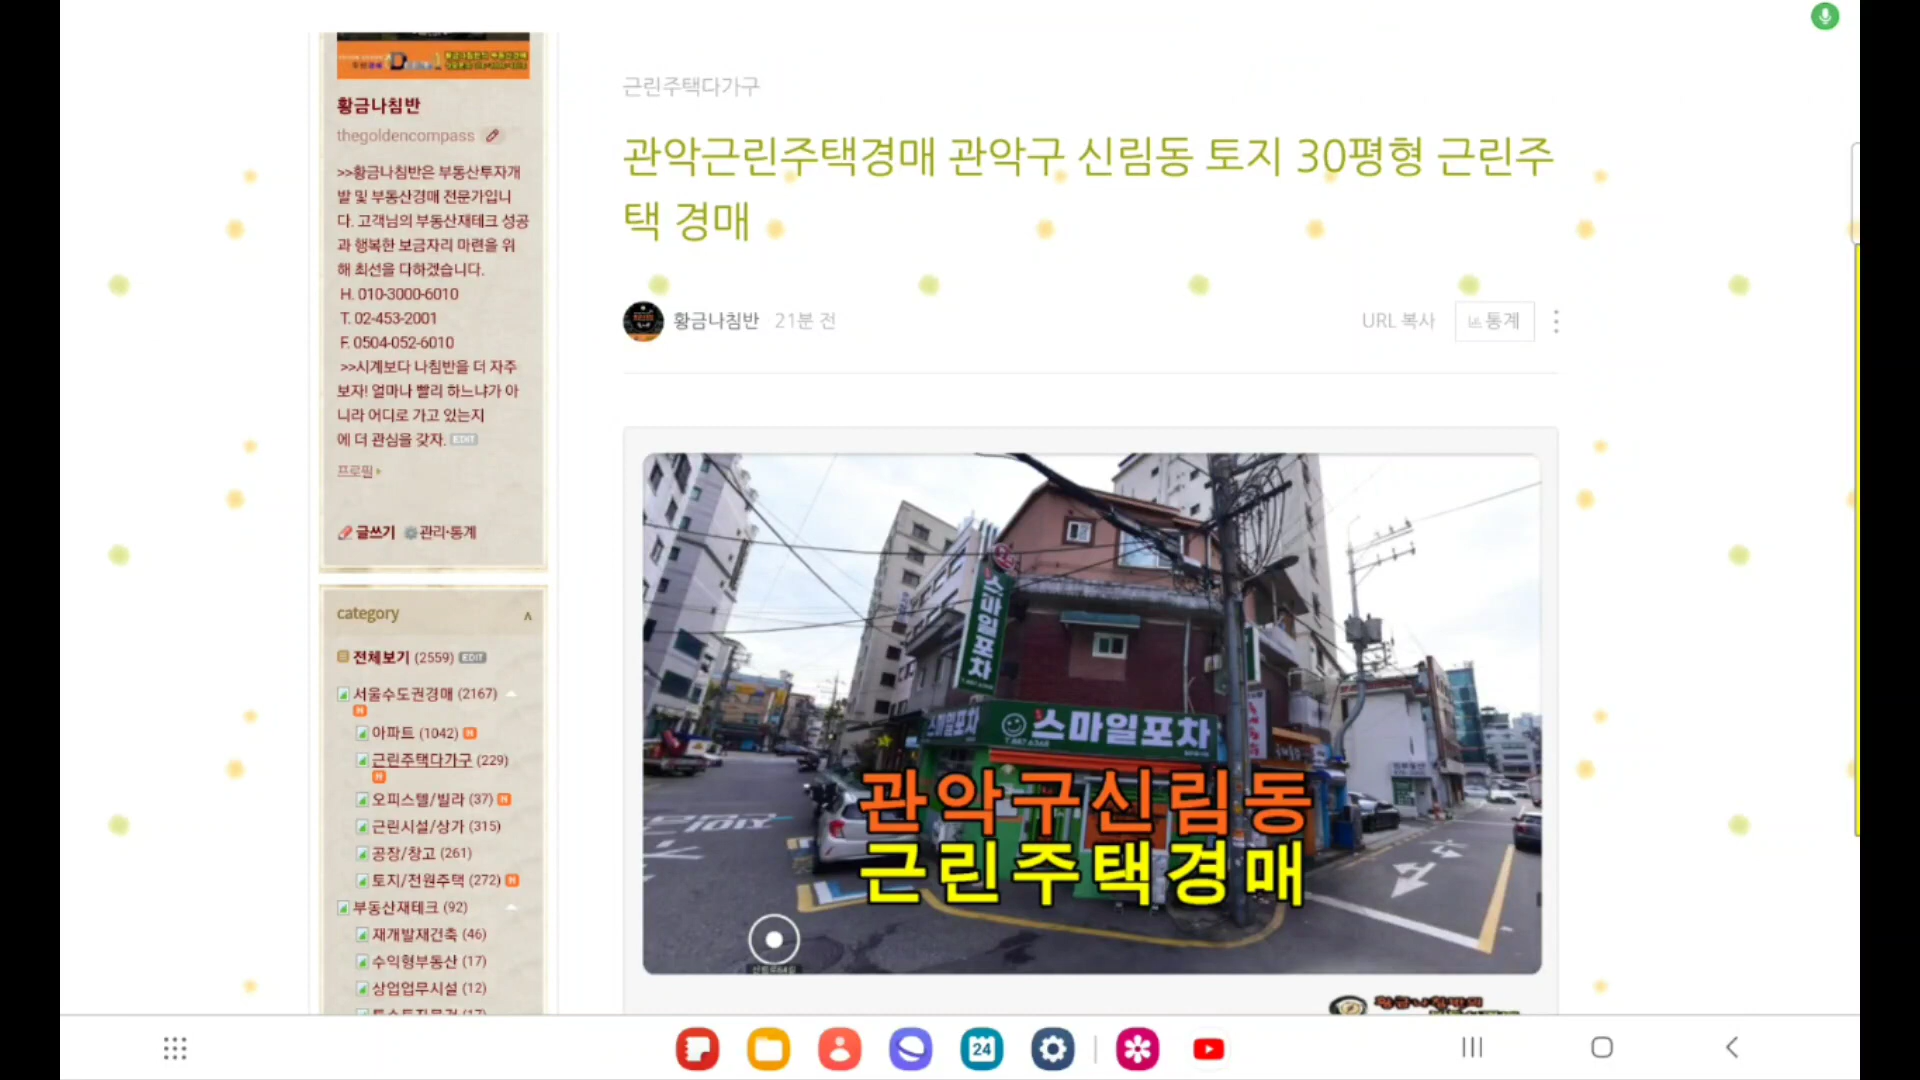 황금나침반
thegoldencompass
>>황금나침반은 부동산투자개
발 및 부동산경매 전문가입니
다. 고객님의 부동산재테크 성공
과 행복한 보금자리 마련을 위
해 최선을 다하겠습니다.
H. 010-3000-6010
T. 02-453-2001
F. 0504-052-6010
>>시계보다 나침반을 더 자주
보자! 얼마나 빨리 하느냐가 아
니라 어디로 가고 있는지
에 더 관심을 갖자. EDIT
프로필
글쓰기 관리·통계
category
전체보기 (2559) EDIT
서울수도권경매 (2167)
N
아파트 (1042) N
근린주택다가구 (229)
N
오피스텔/빌라 (37) N
근린시설/상가 (315)
공장/창고 (261)
토지/전원주택 (272) N
부동산재테크 (92)
재개발재건축 (46)
수익형부동산 (17)
상업업무시설 (12)
근린주택다가구
관악근린주택경매 관악구 신림동 토지 30평형 근린주
택 경매
황금나침반 21분 전
URL 복사 통계
스마일포차
스마일포차
스마일포차
관악구신림동
근린주택경매
24